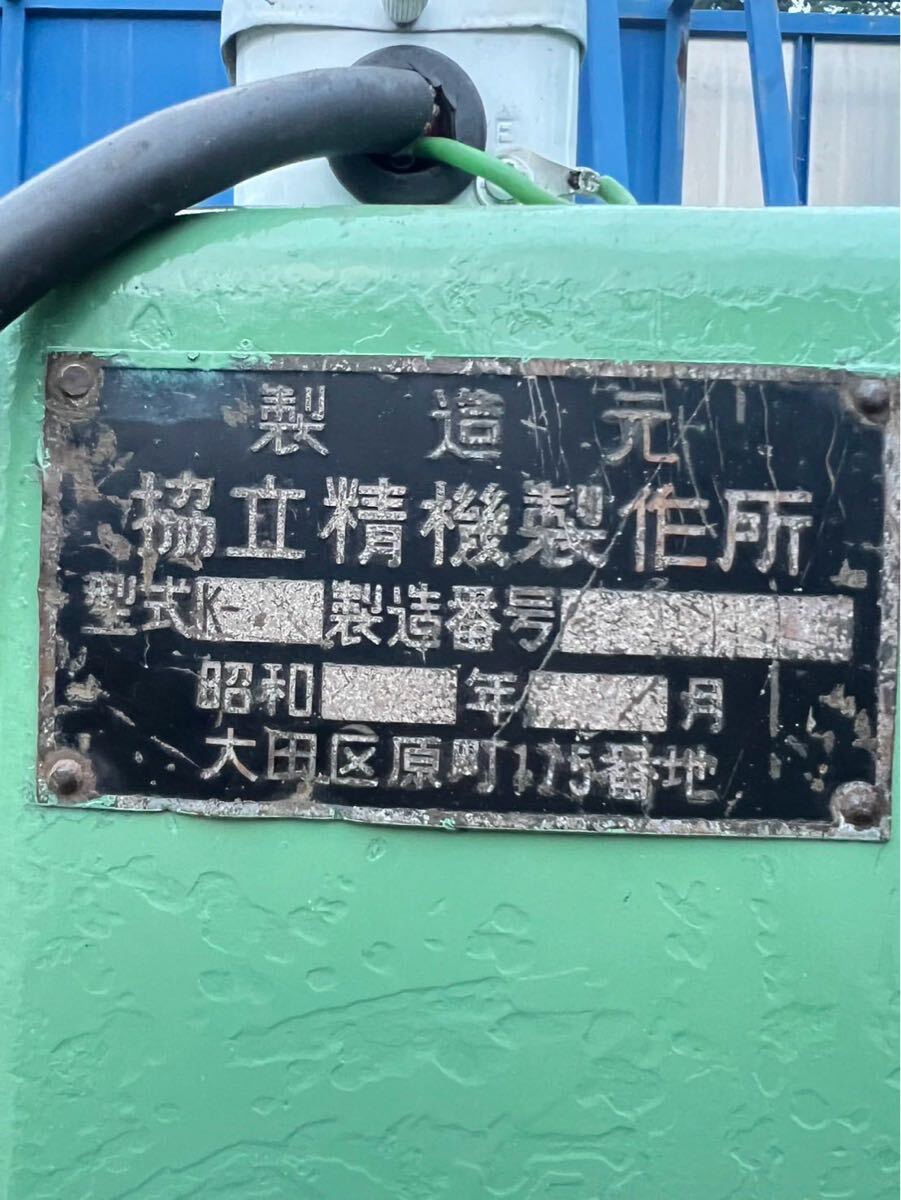 E
製造元
協立精機製作所
型式 K- 製造番号
昭和 年 月
大田区原町175番地